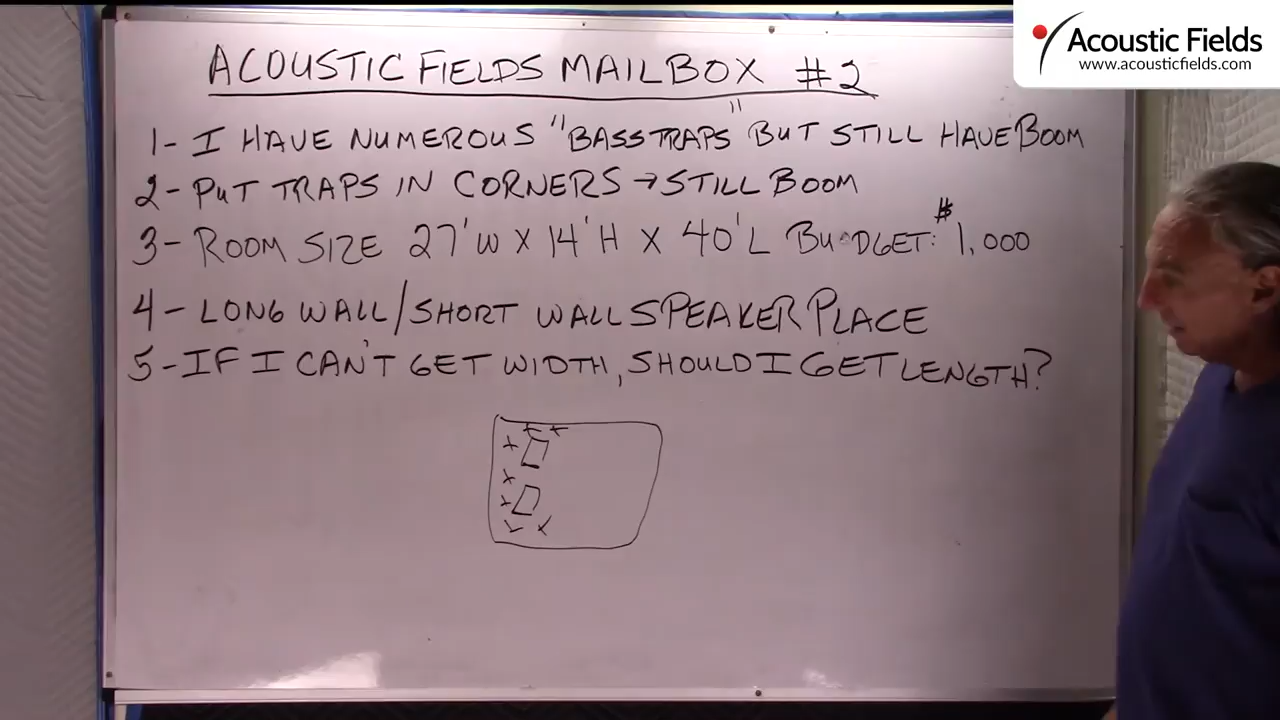 Acoustic Fields
www.acousticfields.com
ACOUSTIC FIELDS MAILBOX #2
1- I HAVE NUMEROUS "BASS TRAPS" BUT STILL HAVE BOOM
2- PUT TRAPS IN CORNERS → STILL BOOM
3- ROOM SIZE 27'W X 14'H X 40'L BUDGET: $1,000
4- LONG WALL/SHORT WALL SPEAKER PLACE
5- IF I CAN'T GET WIDTH, SHOULD I GET LENGTH?